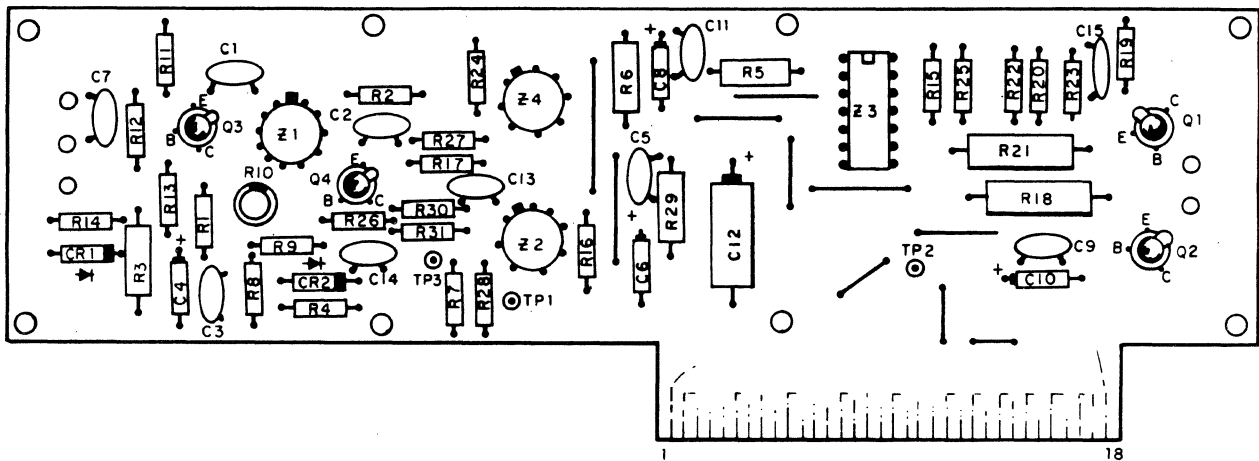 R11
C1
C7
R12
E
Q3
B
C
Z1
R2
C2
R24
Z4
R27
R17
E
Q4
B
C
C13
R10
R13
R1
R14
CR1
R3
+
C4
C3
R8
R9
CR2
R4
R26
R30
R31
C14
TP3
R7
R28
Z2
TP1
R16
R6
+
C8
C11
R5
C5
+
R29
C6
+
C12
Z3
R15
R25
R22
R20
R23
C15
R19
R21
R18
C
Q1
E
B
E
B
Q2
C
TP2
C9
+
C10
1
18